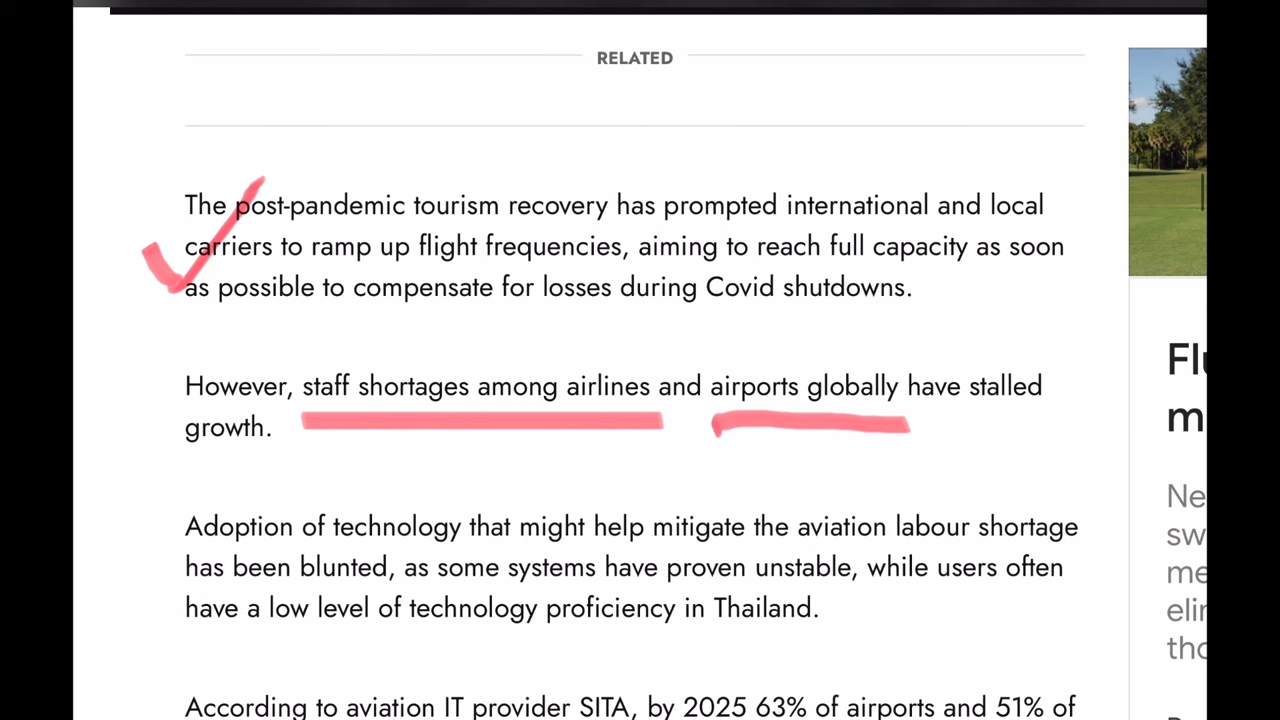 RELATED
The post-pandemic tourism recovery has prompted international and local
carriers to ramp up flight frequencies, aiming to reach full capacity as soon
as possible to compensate for losses during Covid shutdowns.
However, staff shortages among airlines and airports globally have stalled
growth.
Adoption of technology that might help mitigate the aviation labour shortage
has been blunted, as some systems have proven unstable, while users often
have a low level of technology proficiency in Thailand.
According to aviation IT provider SITA, by 2025 63% of airports and 51% of
m
Ne
sw
me